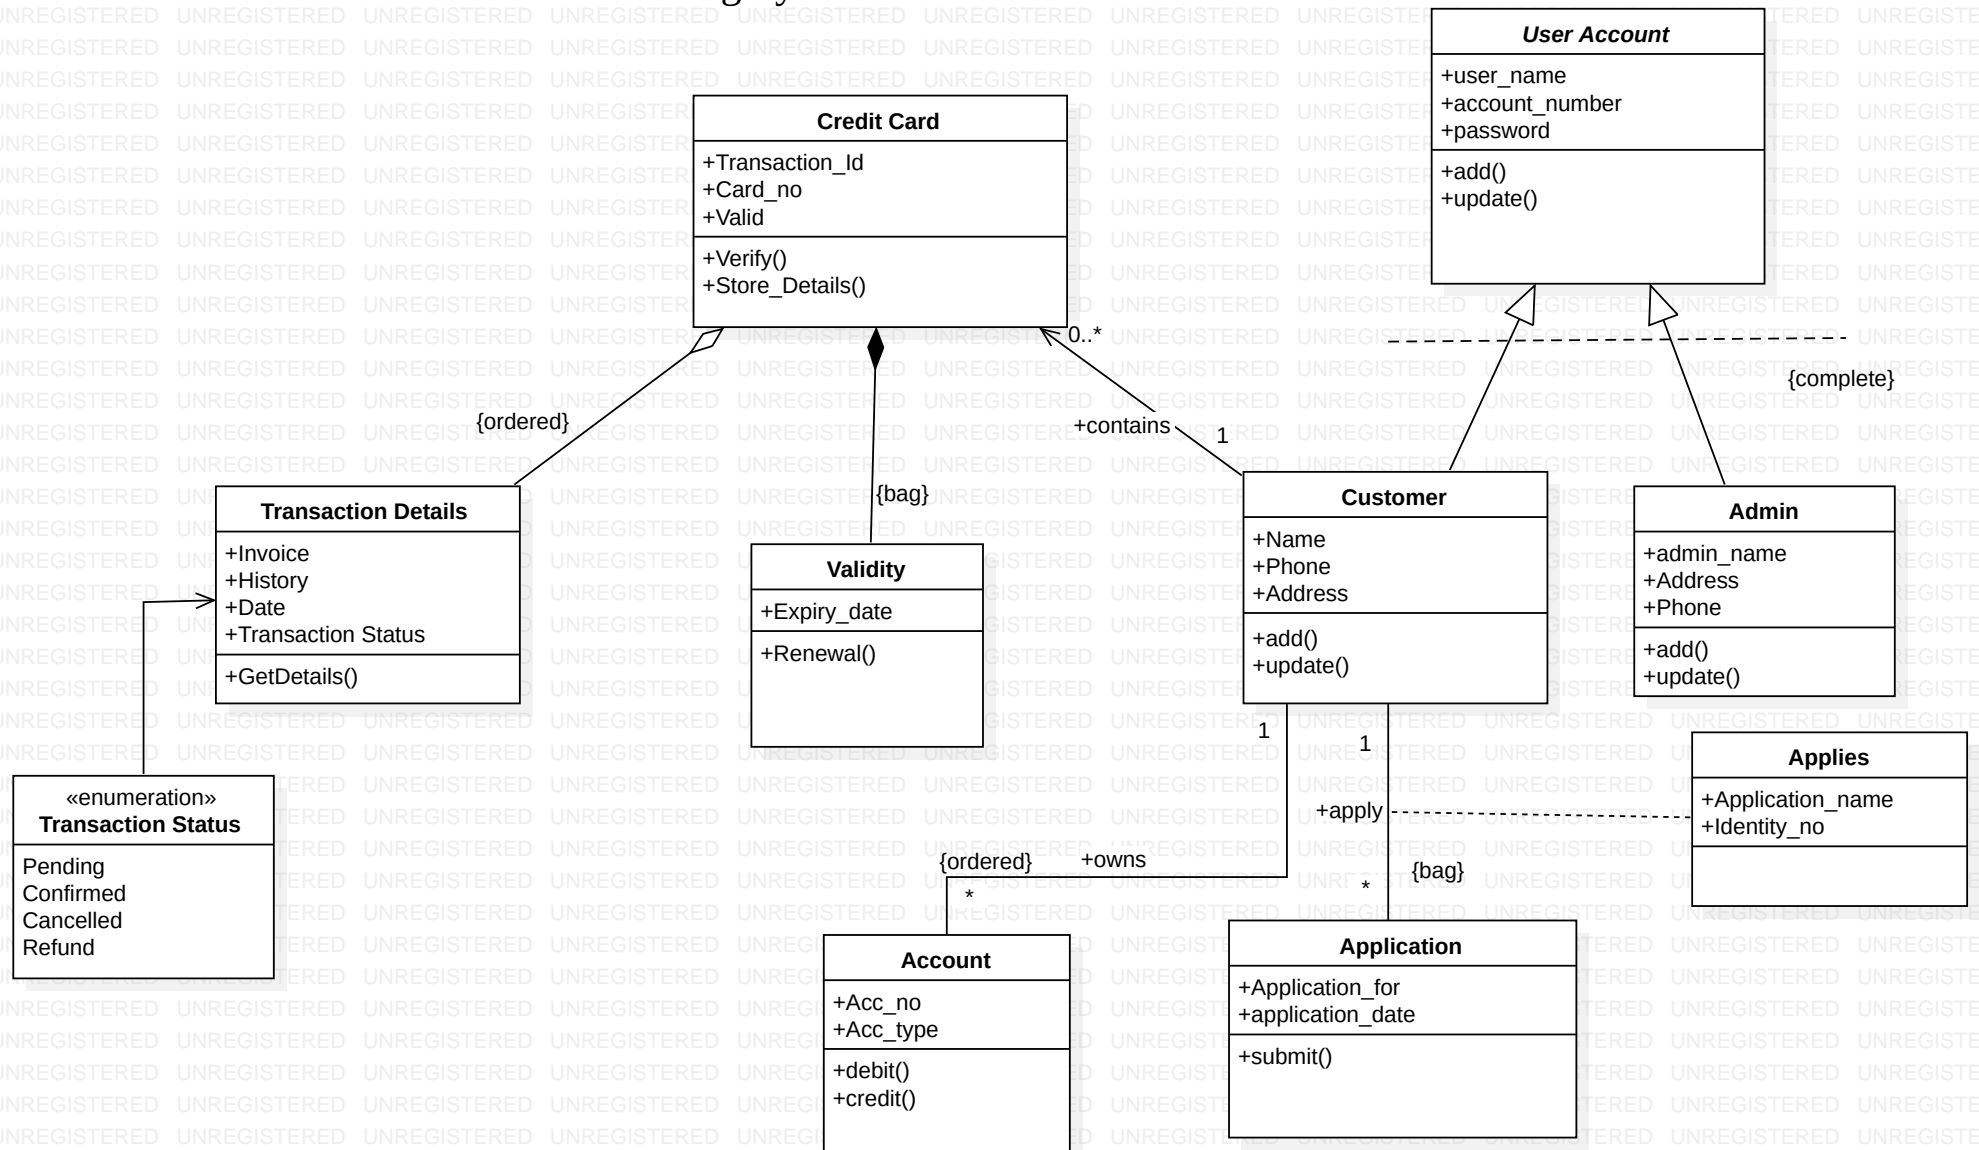 User Account
+user_name
+account_number
+password
+add()
+update()
Credit Card
+Transaction_Id
+Card_no
+Valid
+Verify()
+Store_Details()
0..*
{complete}
{ordered}
+contains
1
{bag}
Transaction Details
+Invoice
+History
+Date
+Transaction Status
+GetDetails()
Validity
+Expiry_date
+Renewal()
Customer
+Name
+Phone
+Address
+add()
+update()
Admin
+admin_name
+Address
+Phone
+add()
+update()
1
1
Applies
+Application_name
+Identity_no
+apply
«enumeration»
Transaction Status
Pending
Confirmed
Cancelled
Refund
{ordered} +owns
*
{bag}
*
Account
+Acc_no
+Acc_type
+debit()
+credit()
Application
+Application_for
+application_date
+submit()
UNREGISTERED